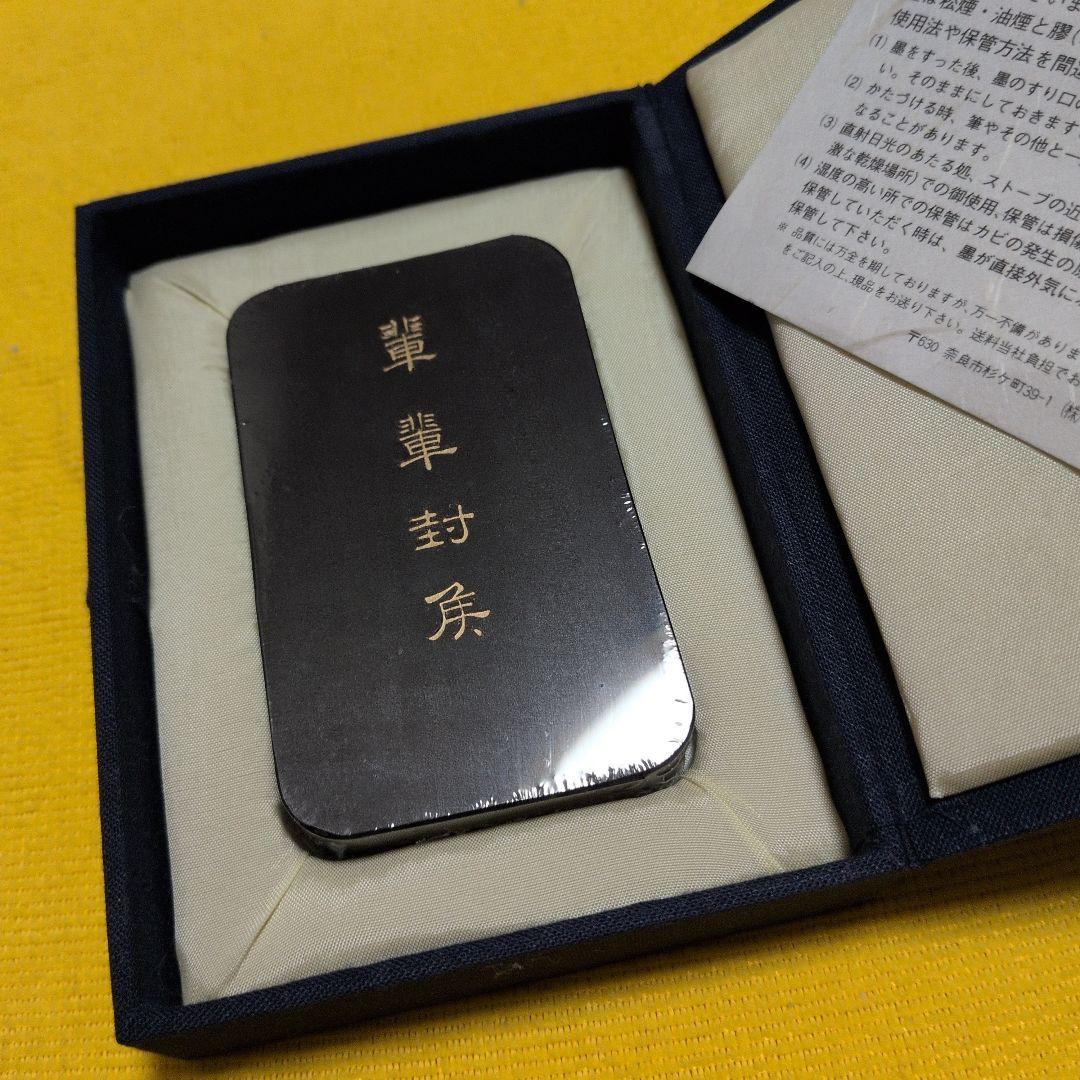 輩輩封侯
は松煙・油煙と膠(
使用法や保管方法を間違
(1) 墨をすった後、墨のすり口の
い。そのままにしておきます
(2) かたづける時、筆やその他と一
なることがあります。
(3) 直射日光のあたる処、ストーブの近
激な乾燥場所)での御使用、保管は損傷
(4) 湿度の高い所での保管はカビの発生の原
保管していただく時は、墨が直接外気に
保管して下さい。
※ 品質には万全を期しておりますが、万一不備がありま
をご記入の上、現品をお送り下さい。送料当社負担でお
〒630 奈良市杉ケ町39-1 (株)